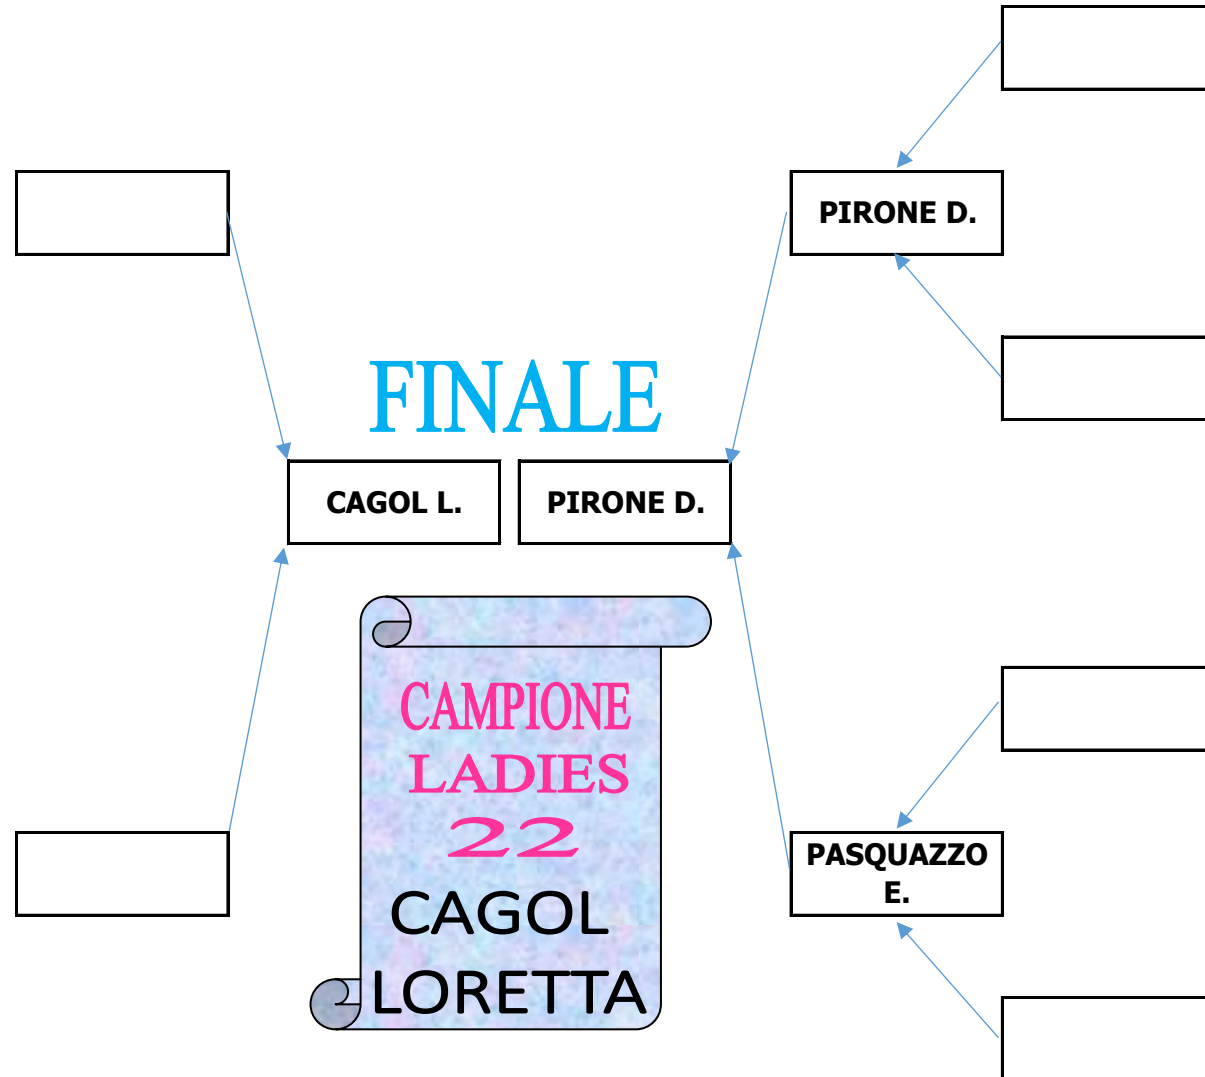 PIRONE D.
FINALE
CAGOL L.
PIRONE D.
CAMPIONE
LADIES
22
CAGOL
LORETTA
PASQUAZZO
E.